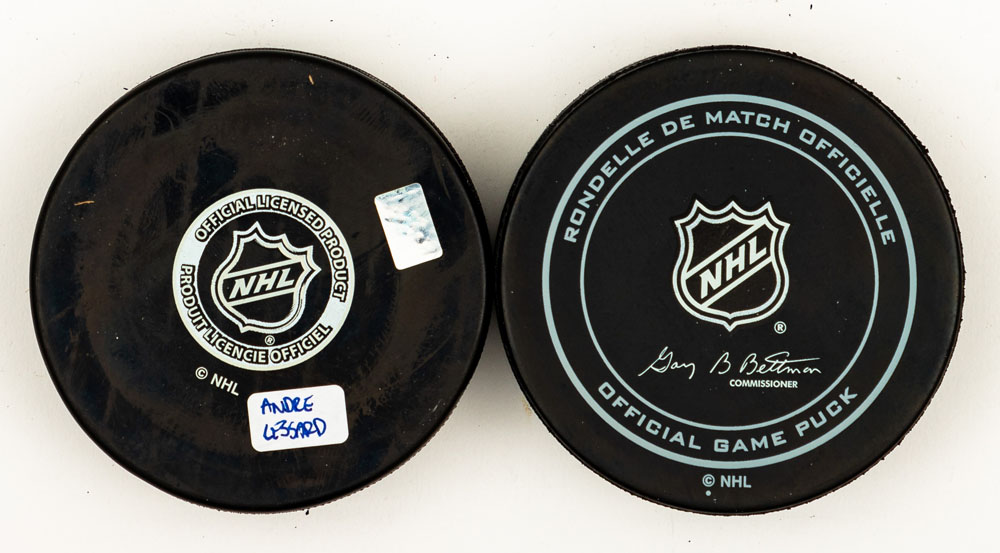 OFFICIAL LICENSED PRODUCT
NHL
®
PRODUIT LICENCIE OFFICIEL
© NHL
ANDRE
LESSARD
RONDELLE DE MATCH OFFICIELLE
NHL
®
Gary B Bettman
COMMISSIONER
OFFICIAL GAME PUCK
© NHL